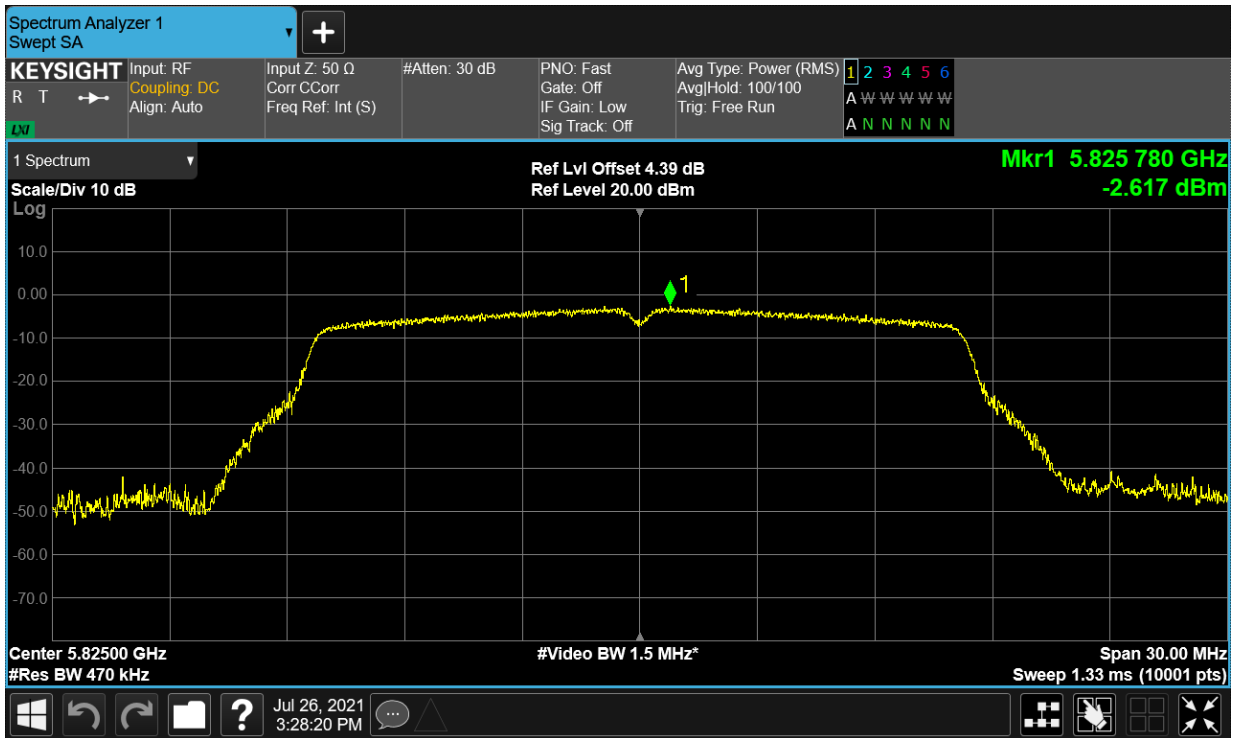 Spectrum Analyzer 1
Swept SA
KEYSIGHT
R T
LXI
Input: RF
Coupling: DC
Align: Auto
Input Z: 50 Ω
Corr CCorr
Freq Ref: Int (S)
#Atten: 30 dB
PNO: Fast
Gate: Off
IF Gain: Low
Sig Track: Off
Avg Type: Power (RMS)
Avg|Hold: 100/100
Trig: Free Run
1 2 3 4 5 6
A W W W W W
A N N N N N
1 Spectrum
Scale/Div 10 dB
Log
Ref Lvl Offset 4.39 dB
Ref Level 20.00 dBm
Mkr1 5.825 780 GHz
-2.617 dBm
1
10.0
0.00
-10.0
-20.0
-30.0
-40.0
-50.0
-60.0
-70.0
Center 5.82500 GHz
#Res BW 470 kHz
#Video BW 1.5 MHz*
Span 30.00 MHz
Sweep 1.33 ms (10001 pts)
?
Jul 26, 2021
3:28:20 PM